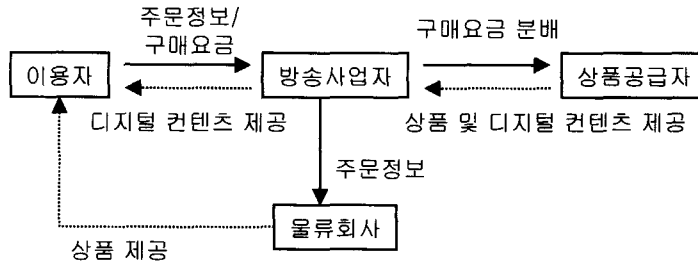 주문정보/
구매요금
구매요금 분배
이용자
방송사업자
상품공급자
디지털 컨텐츠 제공
상품 및 디지털 컨텐츠 제공
주문정보
물류회사
상품 제공